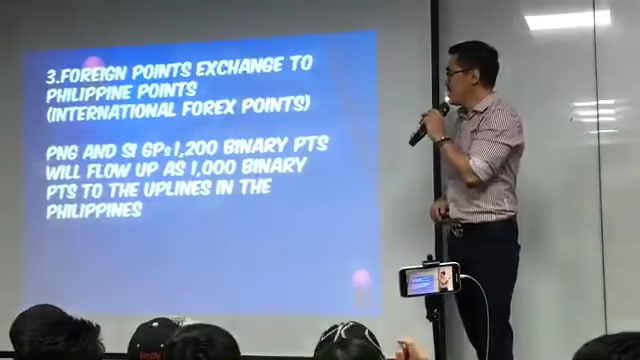 3.FOREIGN POINTS EXCHANGE TO
PHILIPPINE POINTS
(INTERNATIONAL FOREX POINTS)
PNG AND SI GPs 1,200 BINARY PTS
WILL FLOW UP AS 1,000 BINARY
PTS TO THE UPLINES IN THE
PHILIPPINES